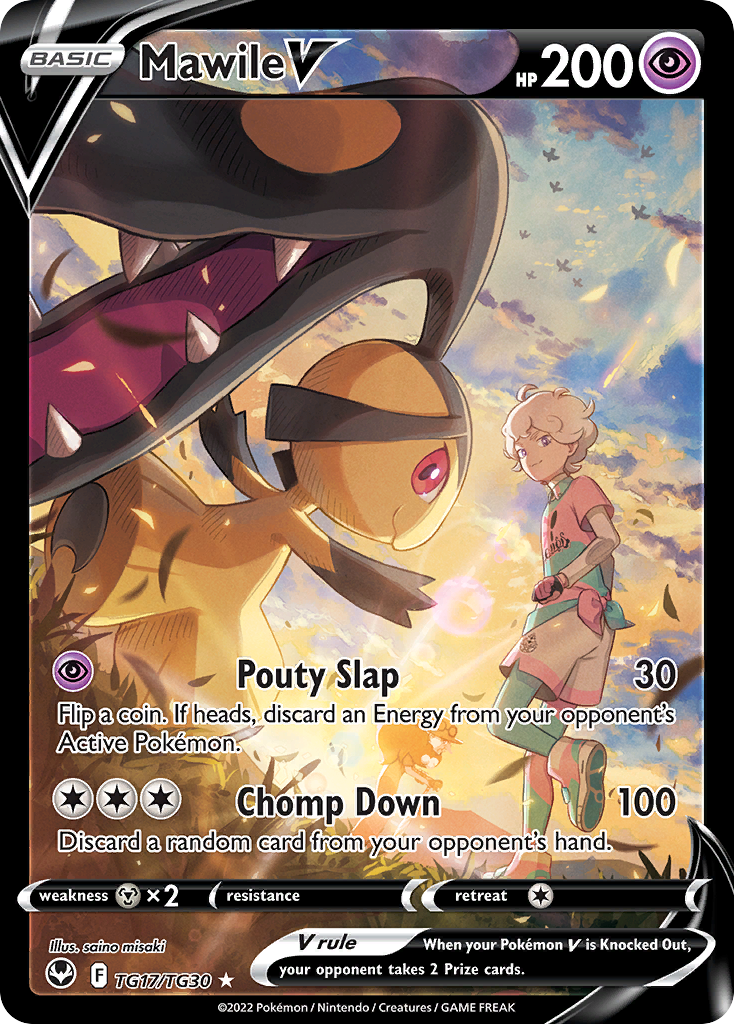 BASIC Mawile V HP 200
Pouty Slap 30
Flip a coin. If heads, discard an Energy from your opponent's
Active Pokémon.
Chomp Down 100
Discard a random card from your opponent's hand.
weakness ×2 resistance retreat
Illus. saino misaki
V rule When your Pokémon V is Knocked Out,
your opponent takes 2 Prize cards.
F TG17/TG30
©2022 Pokémon / Nintendo / Creatures / GAME FREAK